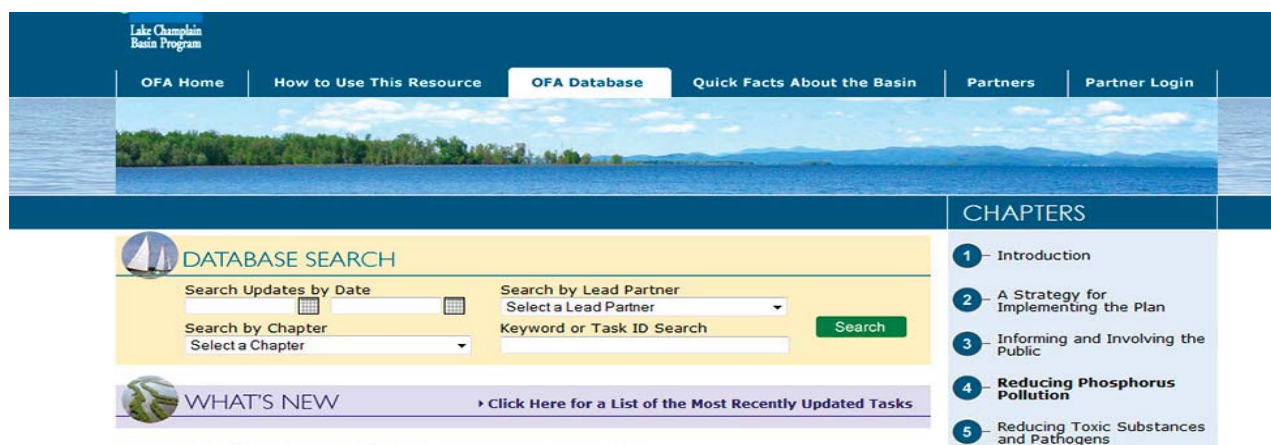 Lake Champlain
Basin Program
OFA Home
How to Use This Resource
OFA Database
Quick Facts About the Basin
Partners
Partner Login
DATABASE SEARCH
Search Updates by Date
Search by Lead Partner
Select a Lead Partner
Search by Chapter
Select a Chapter
Keyword or Task ID Search
Search
WHAT'S NEW
Click Here for a List of the Most Recently Updated Tasks
CHAPTERS
1 Introduction
2 A Strategy for
Implementing the Plan
3 Informing and Involving the
Public
4 Reducing Phosphorus
Pollution
5 Reducing Toxic Substances
and Pathogens